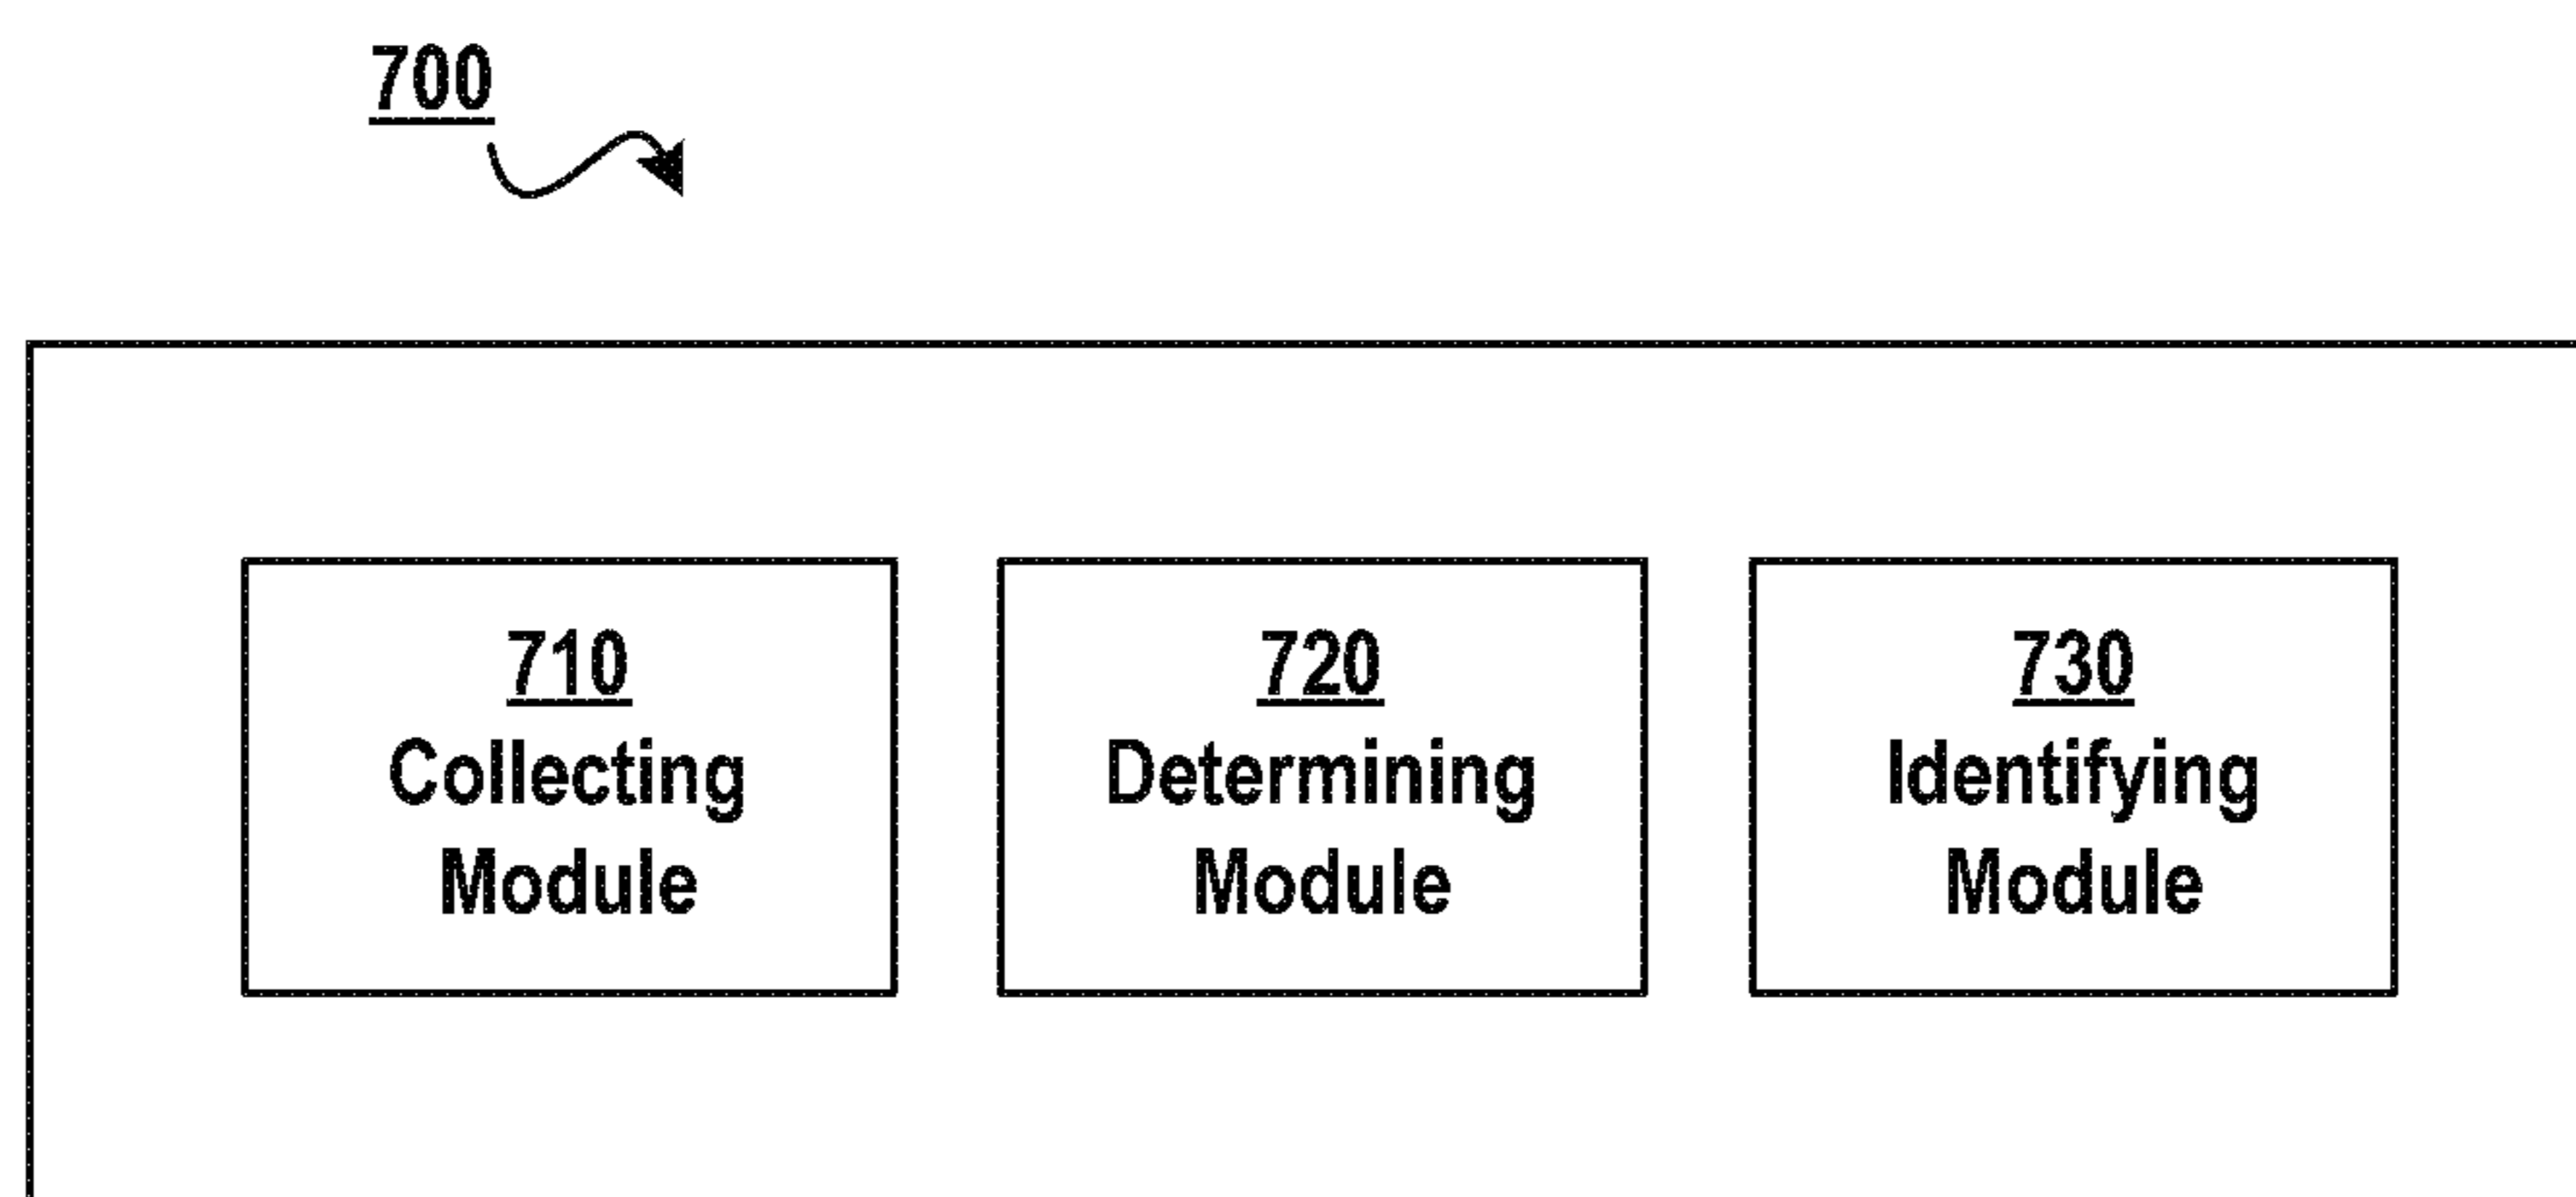 700
710
Collecting
Module
720
Determining
Module
730
Identifying
Module